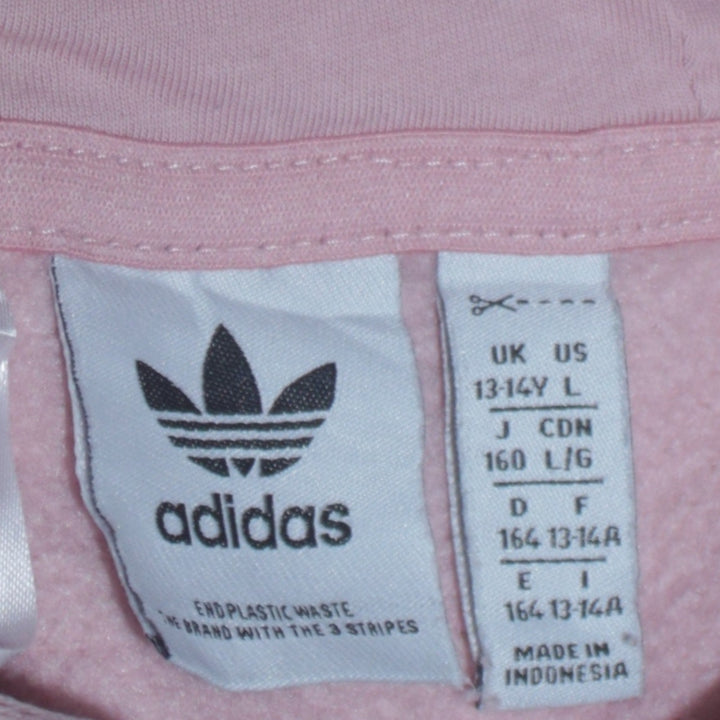 adidas
END PLASTIC WASTE
THE BRAND WITH THE 3 STRIPES
UK US
13-14Y L
J CDN
160 L/G
D F
164 13-14A
E I
164 13-14A
MADE IN
INDONESIA